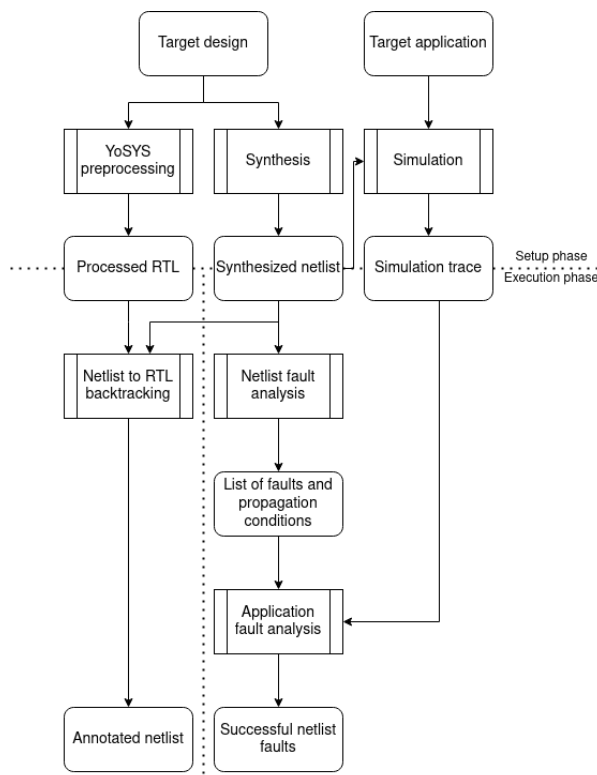 Target design
Target application
YoSYS
preprocessing
Synthesis
Simulation
Processed RTL
Synthesized netlist
Simulation trace
Setup phase
Execution phase
Netlist to RTL
backtracking
Netlist fault
analysis
List of faults and
propagation
conditions
Application
fault analysis
Annotated netlist
Successful netlist
faults